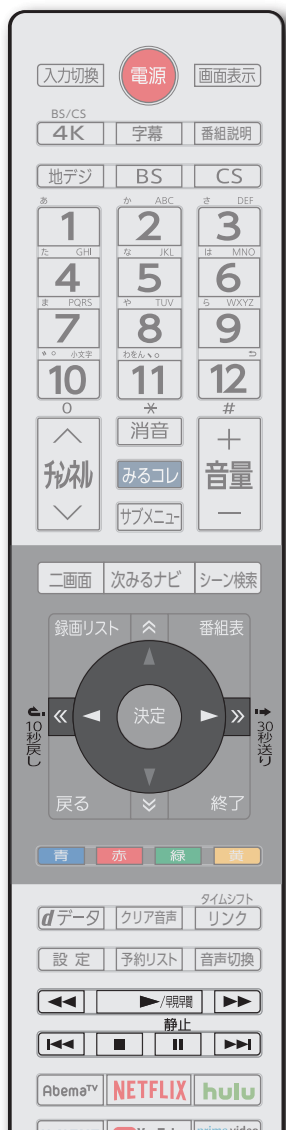 入力切換 電源 画面表示
BS/CS
4K 字幕 番組説明
地デジ BS CS
あ か ABC さ DEF
1 2 3
た GHI な JKL は MNO
4 5 6
ま PQRS や TUV ら WXYZ
7 8 9
小文字 わをん
10 11 12
0 ＊ #
チャンネル 消音 + 音量 −
みるコレ
サブメニュー
二画面 次みるナビ シーン検索
録画リスト 番組表
10秒戻し 決定 30秒送り
戻る 終了
青 赤 緑 黄
タイムシフト
dデータ クリア音声 リンク
設定 予約リスト 音声切換
/早見早聞
静止
AbemaTV NETFLIX hulu